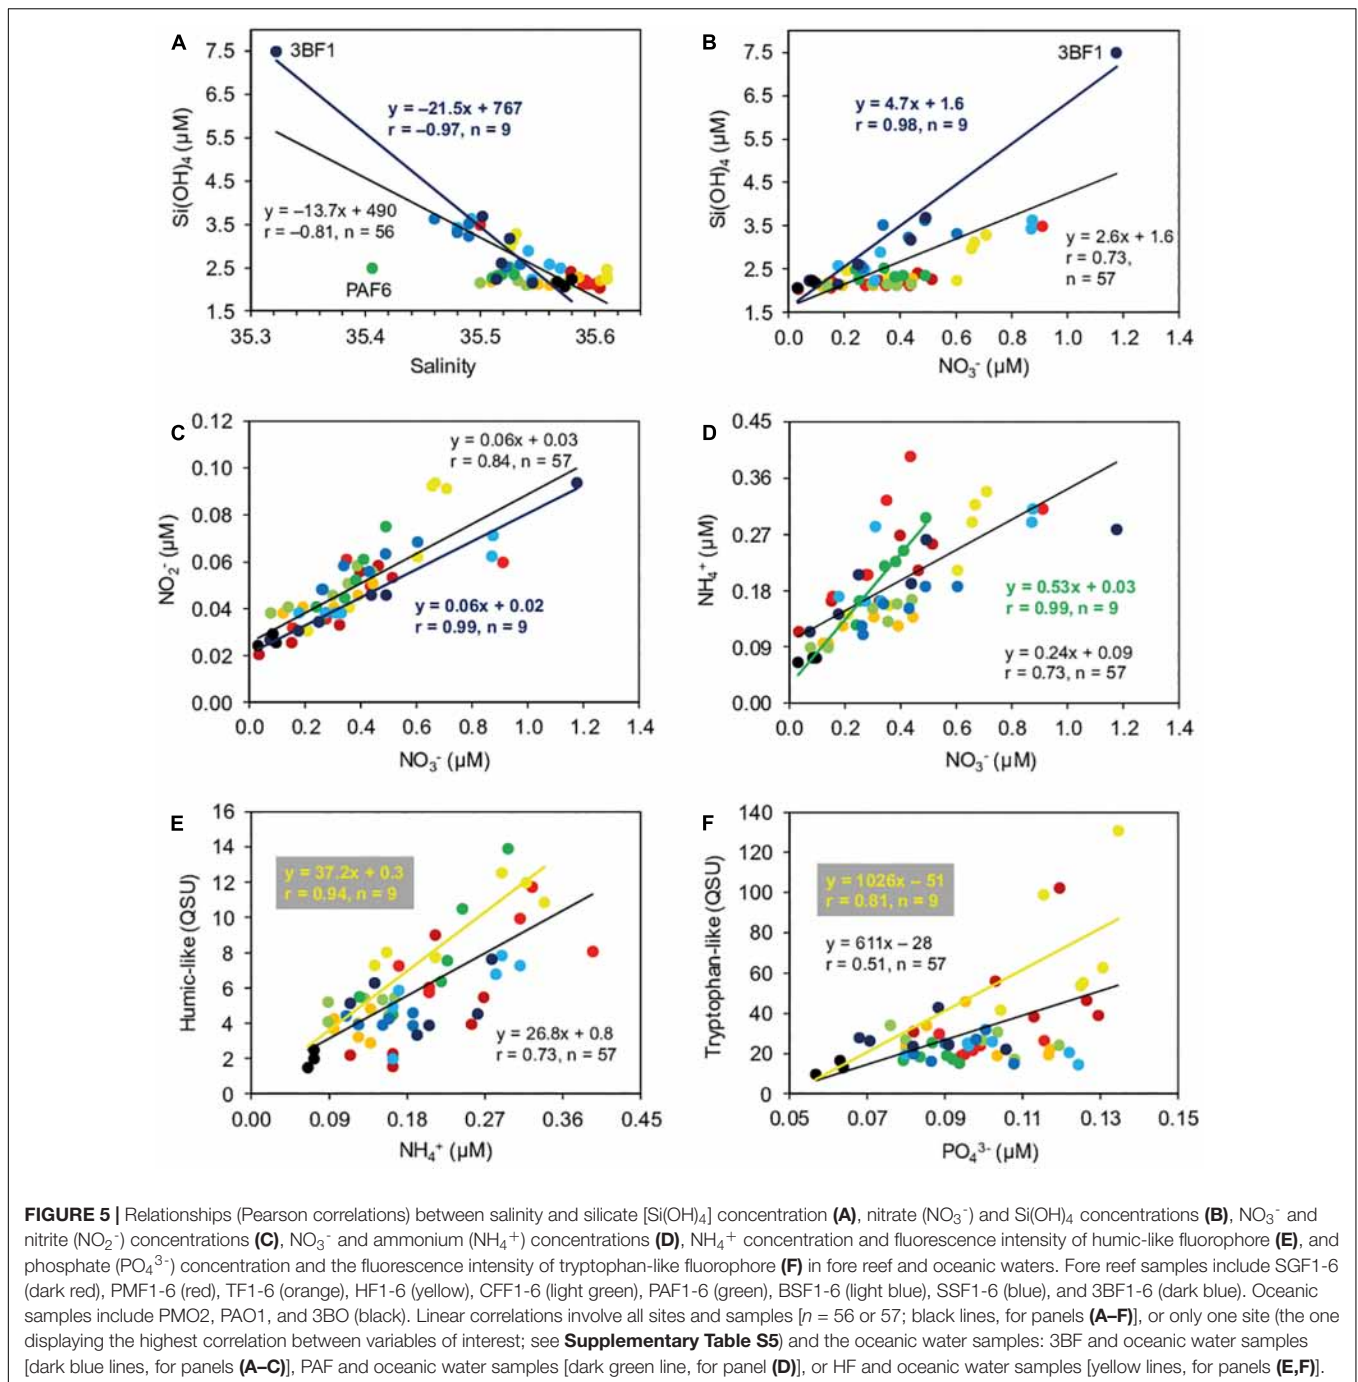 A
7.5
6.5
5.5
4.5
3.5
2.5
1.5
Si(OH)₄ (µM)
3BF1
y = –21.5x + 767
r = –0.97, n = 9
y = –13.7x + 490
r = –0.81, n = 56
PAF6
35.3 35.4 35.5 35.6
Salinity
B
7.5
6.5
5.5
4.5
3.5
2.5
1.5
Si(OH)₄ (µM)
3BF1
y = 4.7x + 1.6
r = 0.98, n = 9
y = 2.6x + 1.6
r = 0.73,
n = 57
0.0 0.2 0.4 0.6 0.8 1.0 1.2 1.4
NO₃⁻ (µM)
C
0.12
0.10
0.08
0.06
0.04
0.02
0.00
NO₂⁻ (µM)
y = 0.06x + 0.03
r = 0.84, n = 57
y = 0.06x + 0.02
r = 0.99, n = 9
0.0 0.2 0.4 0.6 0.8 1.0 1.2 1.4
NO₃⁻ (µM)
D
0.45
0.36
0.27
0.18
0.09
0.00
NH₄⁺ (µM)
y = 0.53x + 0.03
r = 0.99, n = 9
y = 0.24x + 0.09
r = 0.73, n = 57
0.0 0.2 0.4 0.6 0.8 1.0 1.2 1.4
NO₃⁻ (µM)
E
16
14
12
10
8
6
4
2
0
Humic-like (QSU)
y = 37.2x + 0.3
r = 0.94, n = 9
y = 26.8x + 0.8
r = 0.73, n = 57
0.00 0.09 0.18 0.27 0.36 0.45
NH₄⁺ (µM)
F
140
120
100
80
60
40
20
0
Tryptophan-like (QSU)
y = 1026x – 51
r = 0.81, n = 9
y = 611x – 28
r = 0.51, n = 57
0.05 0.07 0.09 0.11 0.13 0.15
PO₄³⁻ (µM)
FIGURE 5 | Relationships (Pearson correlations) between salinity and silicate [Si(OH)₄] concentration (A), nitrate (NO₃⁻) and Si(OH)₄ concentrations (B), NO₃⁻ and
nitrite (NO₂⁻) concentrations (C), NO₃⁻ and ammonium (NH₄⁺) concentrations (D), NH₄⁺ concentration and fluorescence intensity of humic-like fluorophore (E), and
phosphate (PO₄³⁻) concentration and the fluorescence intensity of tryptophan-like fluorophore (F) in fore reef and oceanic waters. Fore reef samples include SGF1-6
(dark red), PMF1-6 (red), TF1-6 (orange), HF1-6 (yellow), CFF1-6 (light green), PAF1-6 (green), BSF1-6 (light blue), SSF1-6 (blue), and 3BF1-6 (dark blue). Oceanic
samples include PMO2, PAO1, and 3BO (black). Linear correlations involve all sites and samples [n = 56 or 57; black lines, for panels (A–F)], or only one site (the one
displaying the highest correlation between variables of interest; see Supplementary Table S5) and the oceanic water samples: 3BF and oceanic water samples
[dark blue lines, for panels (A–C)], PAF and oceanic water samples [dark green line, for panel (D)], or HF and oceanic water samples [yellow lines, for panels (E,F)].